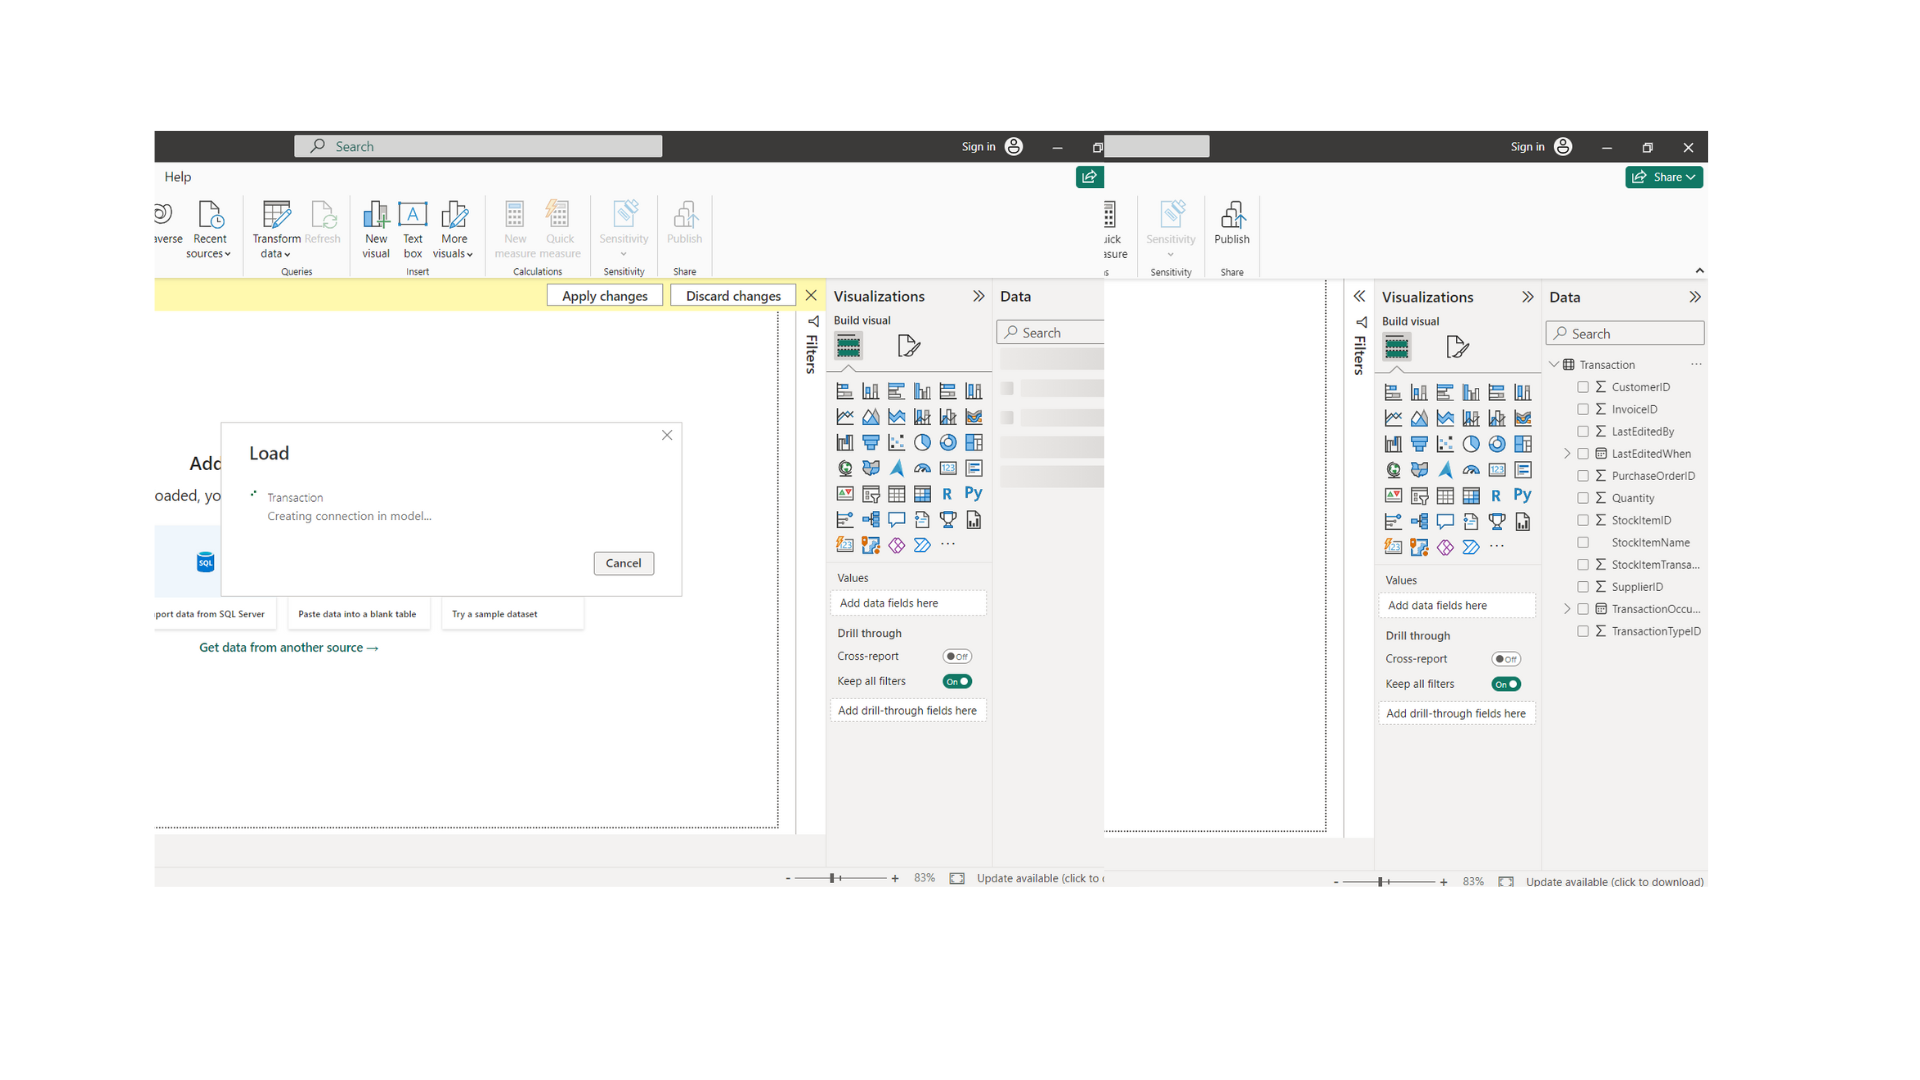 Search
Sign in
Help
averse
Recent
sources
Transform
data
Refresh
Queries
New
visual
Text
box
More
visuals
Insert
New
measure
Quick
measure
Calculations
Sensitivity
Sensitivity
Publish
Share
Apply changes
Discard changes
Filters
Add
oaded, yo
Load
Transaction
Creating connection in model...
Cancel
SQL
port data from SQL Server
Paste data into a blank table
Try a sample dataset
Get data from another source →
Visualizations
Build visual
123
R
Py
123
Values
Add data fields here
Drill through
Cross-report
Off
Keep all filters
On
Add drill-through fields here
Data
Search
83%
Update available (click to
Sign in
Share
uick
asure
s
Sensitivity
Sensitivity
Publish
Share
Filters
Visualizations
Build visual
123
R
Py
123
Values
Add data fields here
Drill through
Cross-report
Off
Keep all filters
On
Add drill-through fields here
Data
Search
Transaction
CustomerID
InvoiceID
LastEditedBy
LastEditedWhen
PurchaseOrderID
Quantity
StockItemID
StockItemName
StockItemTransa...
SupplierID
TransactionOccu...
TransactionTypeID
83%
Update available (click to download)